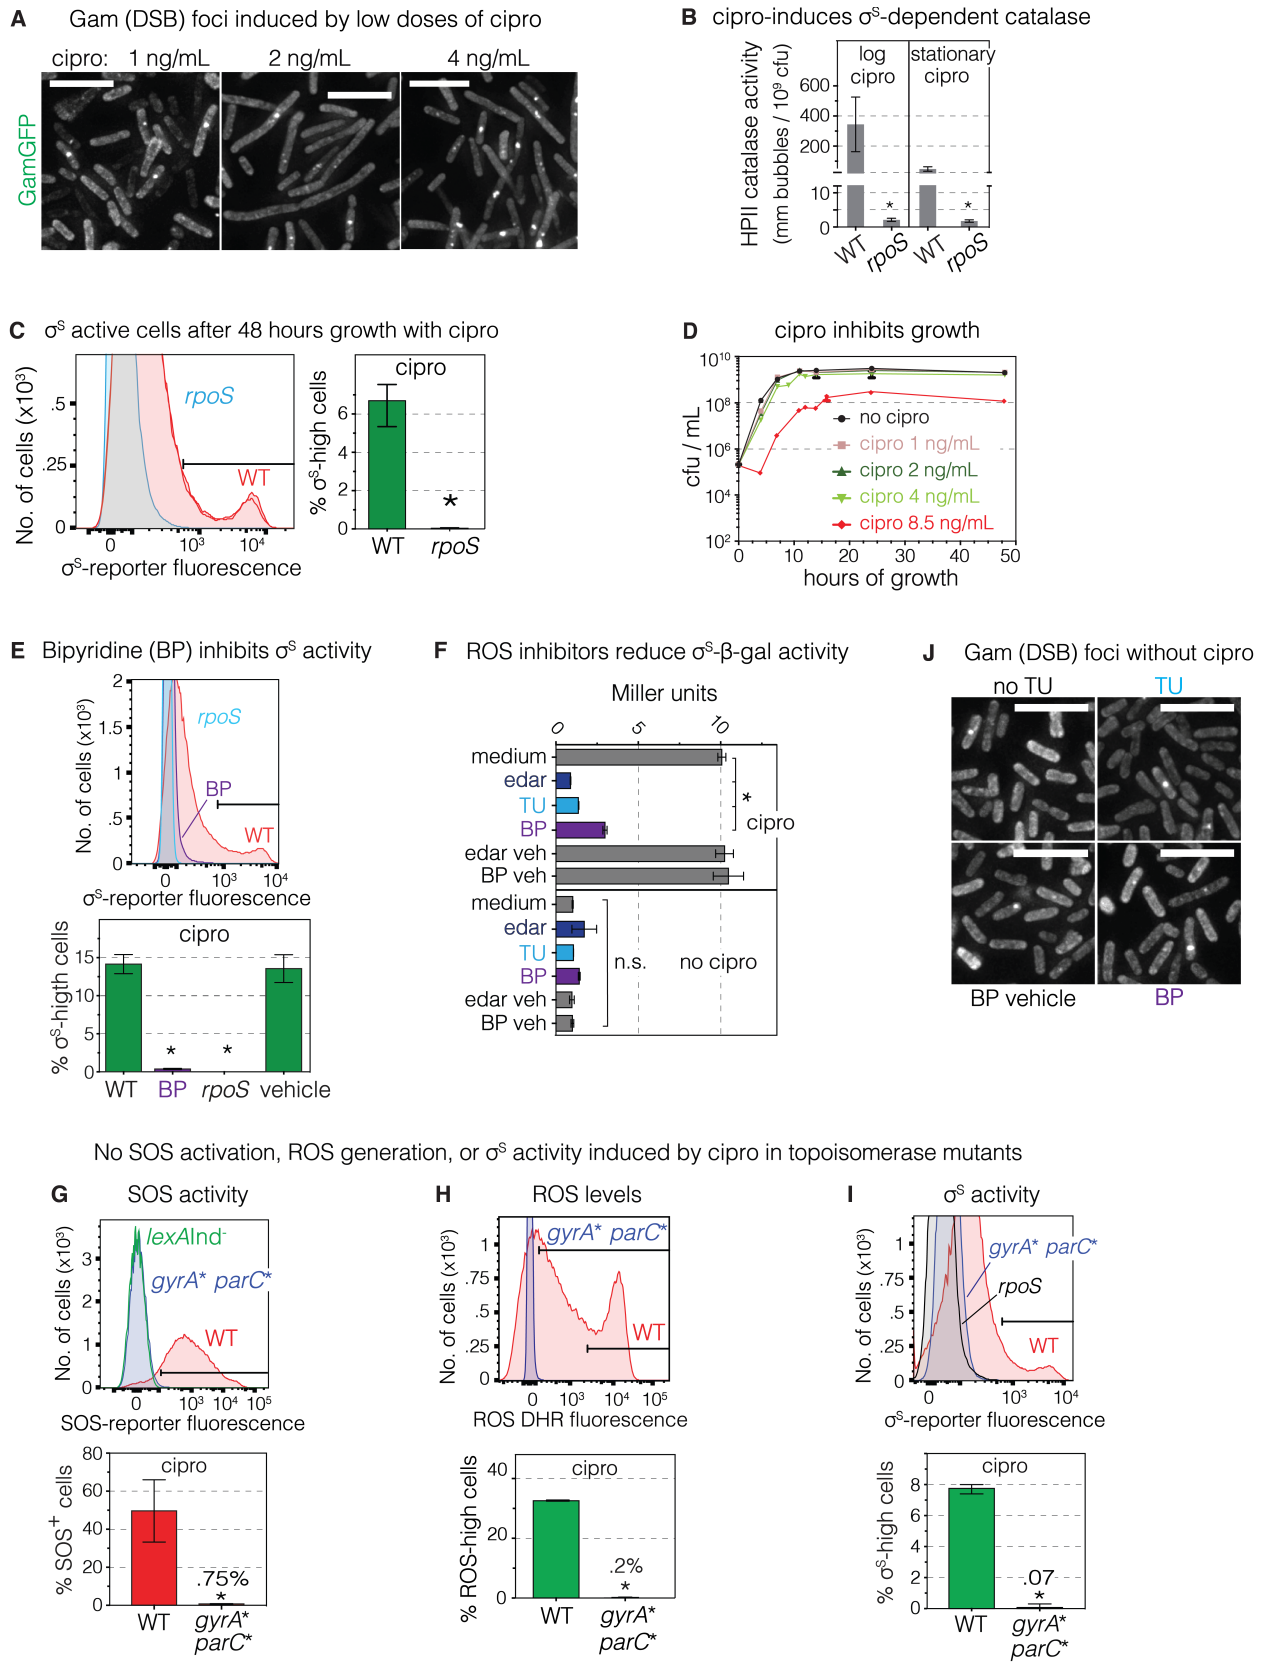 A Gam (DSB) foci induced by low doses of cipro
cipro: 1 ng/mL 2 ng/mL 4 ng/mL
GamGFP
B cipro-induces σS-dependent catalase
HPII catalase activity
(mm bubbles / 10⁹ cfu)
log
cipro
stationary
cipro
600
400
200
10
0
*
*
WT
rpoS
WT
rpoS
C σS active cells after 48 hours growth with cipro
No. of cells (x10³)
.5
.25
0
rpoS
WT
0 10³ 10⁴
σS-reporter fluorescence
% σS-high cells
cipro
6
4
2
0
*
WT rpoS
D cipro inhibits growth
cfu / mL
10¹⁰
10⁸
10⁶
10⁴
10²
no cipro
cipro 1 ng/mL
cipro 2 ng/mL
cipro 4 ng/mL
cipro 8.5 ng/mL
0 10 20 30 40 50
hours of growth
E Bipyridine (BP) inhibits σS activity
No. of cells (x10³)
2
1.5
1
.5
0
rpoS
BP
WT
0 10³ 10⁴
σS-reporter fluorescence
% σS-higth cells
cipro
15
10
5
0
*
*
WT BP rpoS vehicle
F ROS inhibitors reduce σS-β-gal activity
Miller units
0 5 10
medium
edar
TU
BP
edar veh
BP veh
*
cipro
medium
edar
TU
BP
edar veh
BP veh
n.s. no cipro
J Gam (DSB) foci without cipro
no TU TU
BP vehicle BP
No SOS activation, ROS generation, or σS activity induced by cipro in topoisomerase mutants
G SOS activity
No. of cells (x10³)
3
2
1
0
lexAInd-
gyrA* parC*
WT
0 10³ 10⁴ 10⁵
SOS-reporter fluorescence
% SOS+ cells
cipro
80
60
40
20
0
.75%
*
WT gyrA*
parC*
H ROS levels
No. of cells (x10³)
1
.75
.5
.25
0
gyrA* parC*
WT
0 10³ 10⁴ 10⁵
ROS DHR fluorescence
% ROS-high cells
cipro
40
20
0
.2%
*
WT gyrA*
parC*
I σS activity
No. of cells (x10³)
1
.75
.5
.25
0
gyrA* parC*
rpoS
WT
0 10³ 10⁴
σS-reporter fluorescence
% σS-high cells
cipro
8
6
4
2
0
.07
*
WT gyrA*
parC*